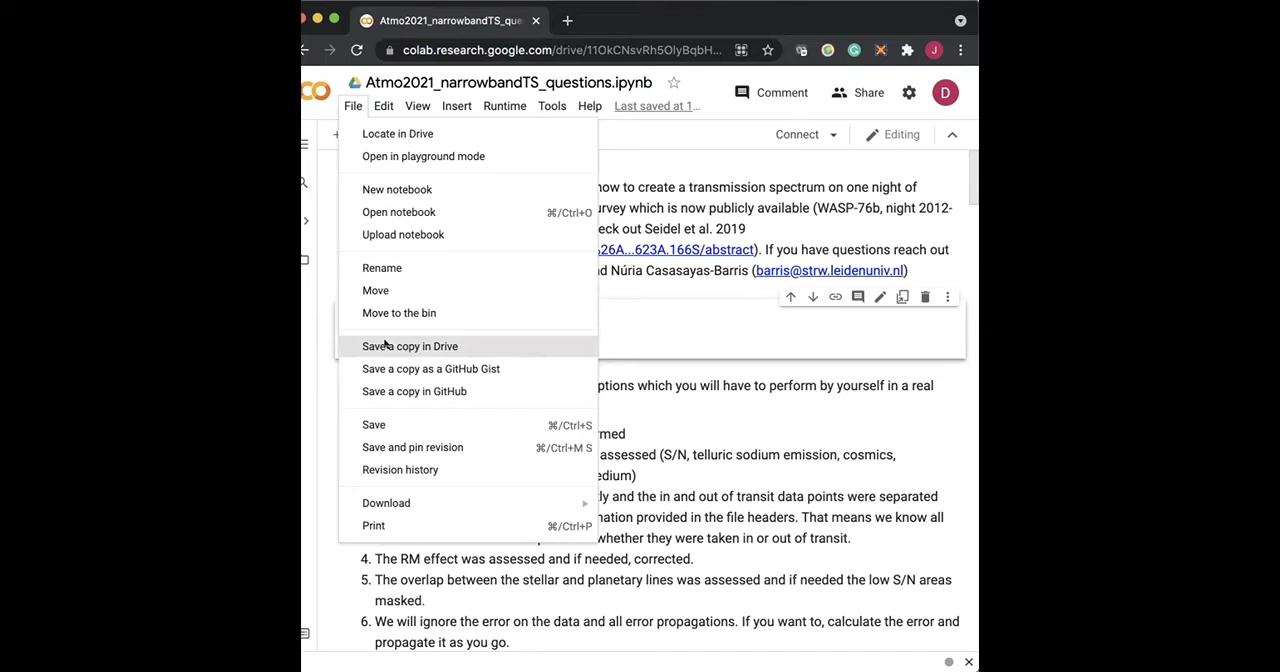 Atmo2021_narrowbandTS_que
colab.research.google.com/drive/11OkCNsvRh5OlyBqbH...
J
Atmo2021_narrowbandTS_questions.ipynb
Comment
Share
D
File Edit View Insert Runtime Tools Help Last saved at 1...
Connect
Editing
Locate in Drive
Open in playground mode
New notebook
Open notebook ⌘/Ctrl+O
Upload notebook
Rename
Move
Move to the bin
Save a copy in Drive
Save a copy as a GitHub Gist
Save a copy in GitHub
Save ⌘/Ctrl+S
Save and pin revision ⌘/Ctrl+M S
Revision history
Download
Print ⌘/Ctrl+P
how to create a transmission spectrum on one night of
urvey which is now publicly available (WASP-76b, night 2012-
eck out Seidel et al. 2019
%26A...623A.166S/abstract). If you have questions reach out
nd Núria Casasayas-Barris (barris@strw.leidenuniv.nl)
ptions which you will have to perform by yourself in a real
rmed
assessed (S/N, telluric sodium emission, cosmics,
edium)
tly and the in and out of transit data points were separated
mation provided in the file headers. That means we know all
whether they were taken in or out of transit.
4. The RM effect was assessed and if needed, corrected.
5. The overlap between the stellar and planetary lines was assessed and if needed the low S/N areas
masked.
6. We will ignore the error on the data and all error propagations. If you want to, calculate the error and
propagate it as you go.